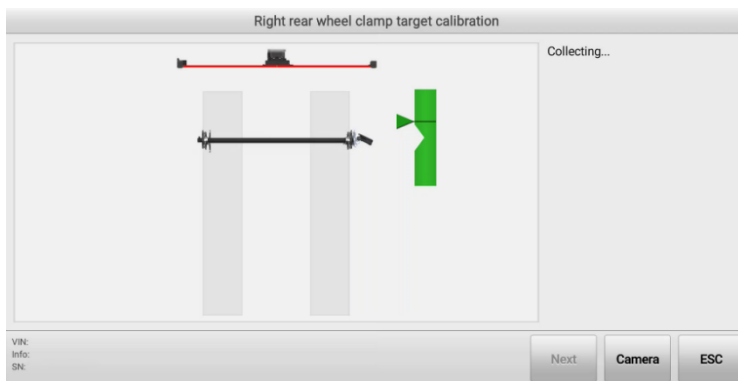 Right rear wheel clamp target calibration
Collecting...
VIN:
Info:
SN:
Next
Camera
ESC